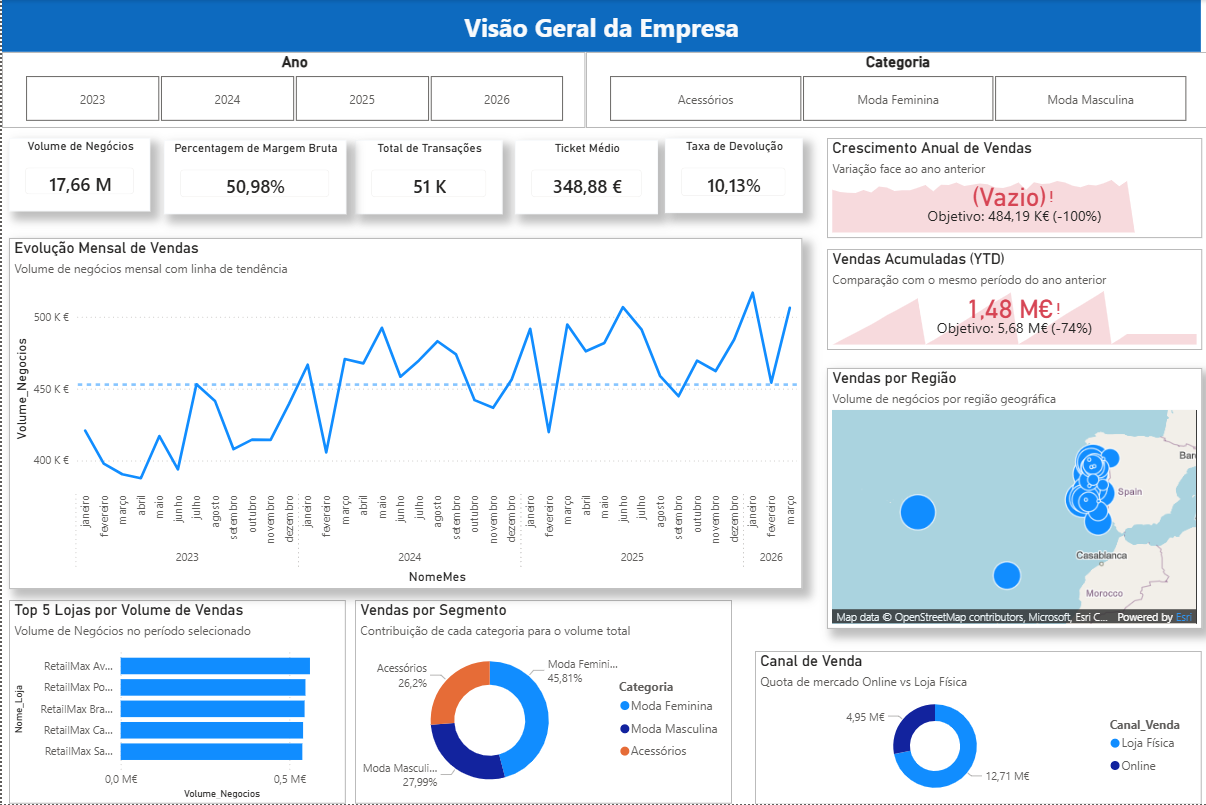 Visão Geral da Empresa
Ano
2023
2024
2025
2026
Categoria
Acessórios
Moda Feminina
Moda Masculina
Volume de Negócios
17,66 M
Percentagem de Margem Bruta
50,98%
Total de Transações
51 K
Ticket Médio
348,88 €
Taxa de Devolução
10,13%
Crescimento Anual de Vendas
Variação face ao ano anterior
(Vazio) !
Objetivo: 484,19 K€ (-100%)
Vendas Acumuladas (YTD)
Comparação com o mesmo período do ano anterior
1,48 M€ !
Objetivo: 5,68 M€ (-74%)
Evolução Mensal de Vendas
Volume de negócios mensal com linha de tendência
Volume_Negocios
500 K €
450 K €
400 K €
janeiro
fevereiro
março
abril
maio
junho
julho
agosto
setembro
outubro
novembro
dezembro
janeiro
fevereiro
março
abril
maio
junho
julho
agosto
setembro
outubro
novembro
dezembro
janeiro
fevereiro
março
abril
maio
junho
julho
agosto
setembro
outubro
novembro
dezembro
janeiro
fevereiro
março
2023
2024
2025
2026
NomeMes
Vendas por Região
Volume de negócios por região geográfica
Barc
Spain
Casablanca
Morocco
Map data © OpenStreetMap contributors, Microsoft, Esri C... Powered by Esri
Top 5 Lojas por Volume de Vendas
Volume de Negócios no período selecionado
Nome_Loja
RetailMax Av...
RetailMax Po...
RetailMax Bra...
RetailMax Ca...
RetailMax Sa...
0,0 M€
0,5 M€
Volume_Negocios
Vendas por Segmento
Contribuição de cada categoria para o volume total
Acessórios
26,2%
Moda Femini...
45,81%
Moda Masculi...
27,99%
Categoria
Moda Feminina
Moda Masculina
Acessórios
Canal de Venda
Quota de mercado Online vs Loja Física
4,95 M€
12,71 M€
Canal_Venda
Loja Física
Online